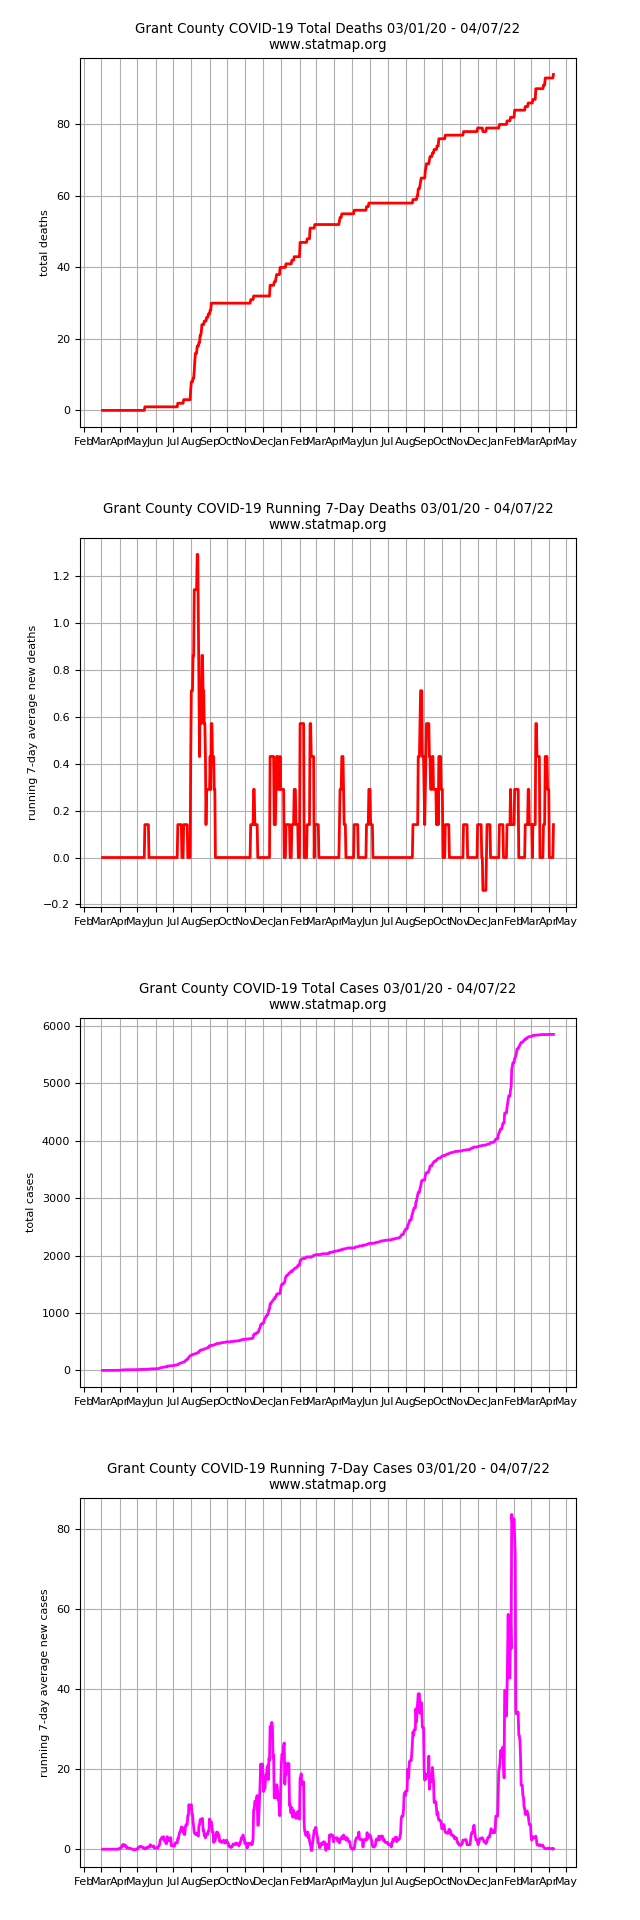 Grant County COVID-19 Total Deaths 03/01/20 - 04/07/22
www.statmap.org
total deaths
80
60
40
20
0
Feb Mar Apr May Jun Jul Aug Sep Oct Nov Dec Jan Feb Mar Apr May Jun Jul Aug Sep Oct Nov Dec Jan Feb Mar Apr May
Grant County COVID-19 Running 7-Day Deaths 03/01/20 - 04/07/22
www.statmap.org
running 7-day average new deaths
1.2
1.0
0.8
0.6
0.4
0.2
0.0
−0.2
Feb Mar Apr May Jun Jul Aug Sep Oct Nov Dec Jan Feb Mar Apr May Jun Jul Aug Sep Oct Nov Dec Jan Feb Mar Apr May
Grant County COVID-19 Total Cases 03/01/20 - 04/07/22
www.statmap.org
total cases
6000
5000
4000
3000
2000
1000
0
Feb Mar Apr May Jun Jul Aug Sep Oct Nov Dec Jan Feb Mar Apr May Jun Jul Aug Sep Oct Nov Dec Jan Feb Mar Apr May
Grant County COVID-19 Running 7-Day Cases 03/01/20 - 04/07/22
www.statmap.org
running 7-day average new cases
80
60
40
20
0
Feb Mar Apr May Jun Jul Aug Sep Oct Nov Dec Jan Feb Mar Apr May Jun Jul Aug Sep Oct Nov Dec Jan Feb Mar Apr May